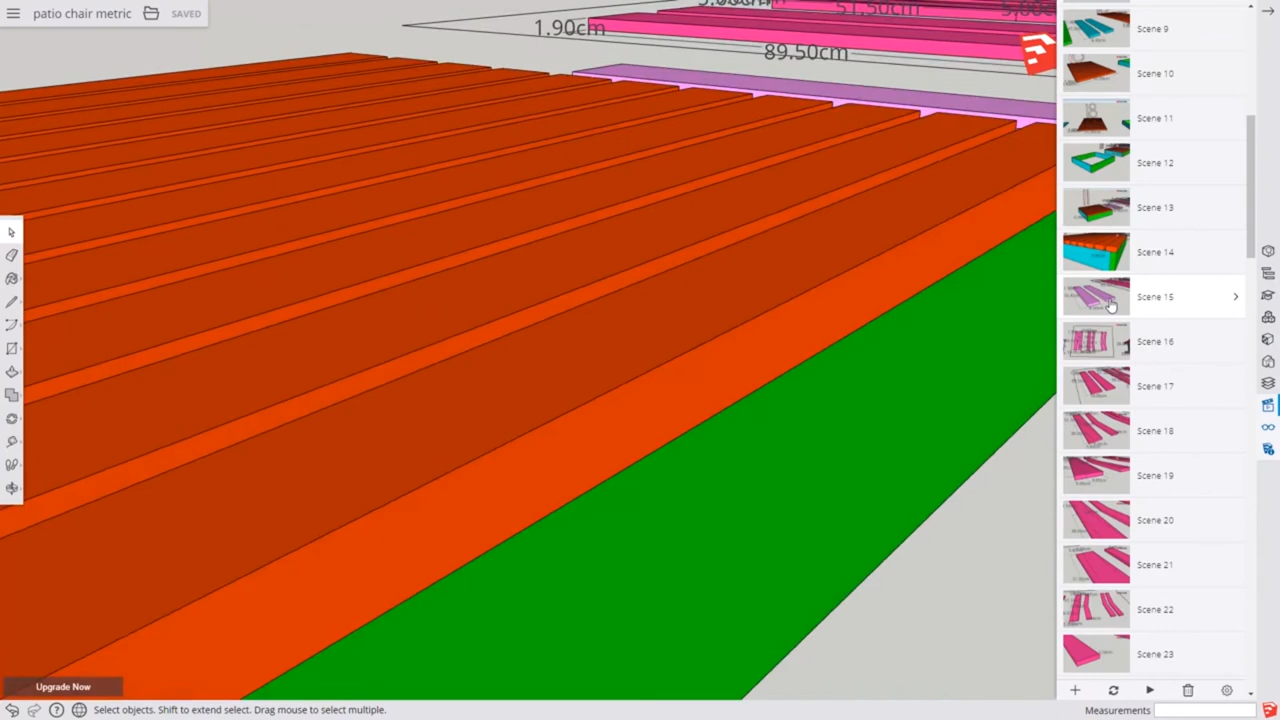 patio chair metric
SAVED
51.50cm
1.90cm
89.50cm
Scene 9
Scene 10
Scene 11
Scene 12
Scene 13
Scene 14
Scene 15
Scene 16
Scene 17
Scene 18
Scene 19
Scene 20
Scene 21
Scene 22
Scene 23
Upgrade Now
Select objects. Shift to extend select. Drag mouse to select multiple.
Measurements